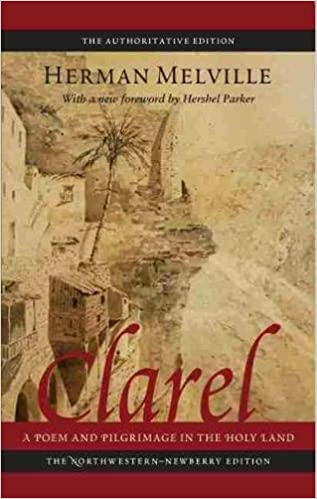 THE AUTHORITATIVE EDITION
HERMAN MELVILLE
With a new foreword by Hershel Parker
Clarel
A POEM AND PILGRIMAGE IN THE HOLY LAND
THE NORTHWESTERN–NEWBERRY EDITION